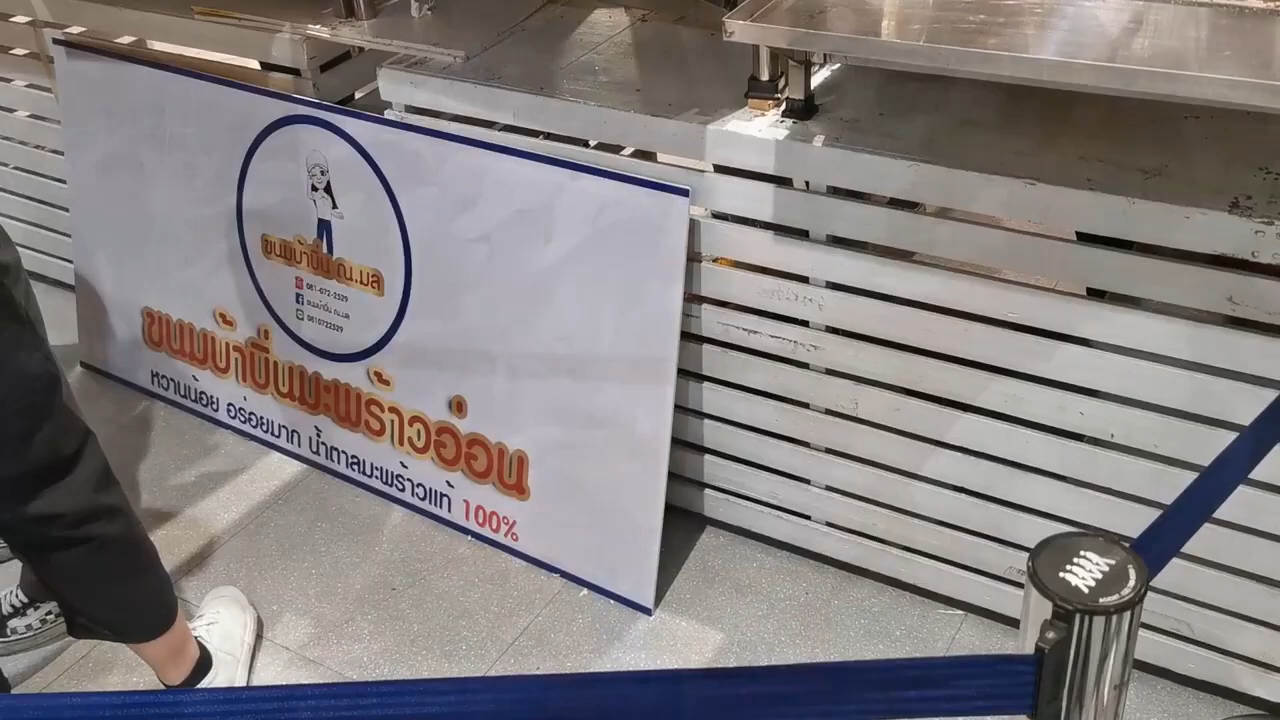 ขนมบ้าบิ่น ณ.มล
081-072-2529
ขนมบ้าบิ่น ณ.มล
0810722529
ขนมบ้าบิ่นมะพร้าวอ่อน
หวานน้อย อร่อยมาก น้ำตาลมะพร้าวแท้ 100%